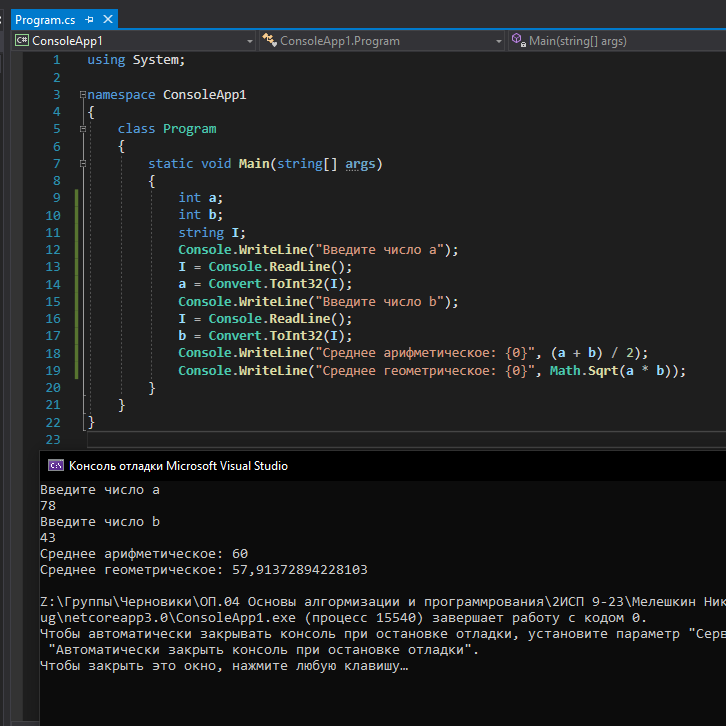 Program.cs
ConsoleApp1 ConsoleApp1.Program Main(string[] args)
1 using System;
2
3 namespace ConsoleApp1
4 {
5 class Program
6 {
7 static void Main(string[] args)
8 {
9 int a;
10 int b;
11 string I;
12 Console.WriteLine("Введите число a");
13 I = Console.ReadLine();
14 a = Convert.ToInt32(I);
15 Console.WriteLine("Введите число b");
16 I = Console.ReadLine();
17 b = Convert.ToInt32(I);
18 Console.WriteLine("Среднее арифметическое: {0}", (a + b) / 2);
19 Console.WriteLine("Среднее геометрическое: {0}", Math.Sqrt(a * b));
20 }
21 }
22 }
23
Консоль отладки Microsoft Visual Studio
Введите число a
78
Введите число b
43
Среднее арифметическое: 60
Среднее геометрическое: 57,91372894228103
Z:\Группы\Черновики\ОП.04 Основы алгормизации и программрования\2ИСП 9-23\Мелешкин Ник
ug\netcoreapp3.0\ConsoleApp1.exe (процесс 15540) завершает работу с кодом 0.
Чтобы автоматически закрывать консоль при остановке отладки, установите параметр "Серв
"Автоматически закрыть консоль при остановке отладки".
Чтобы закрыть это окно, нажмите любую клавишу…